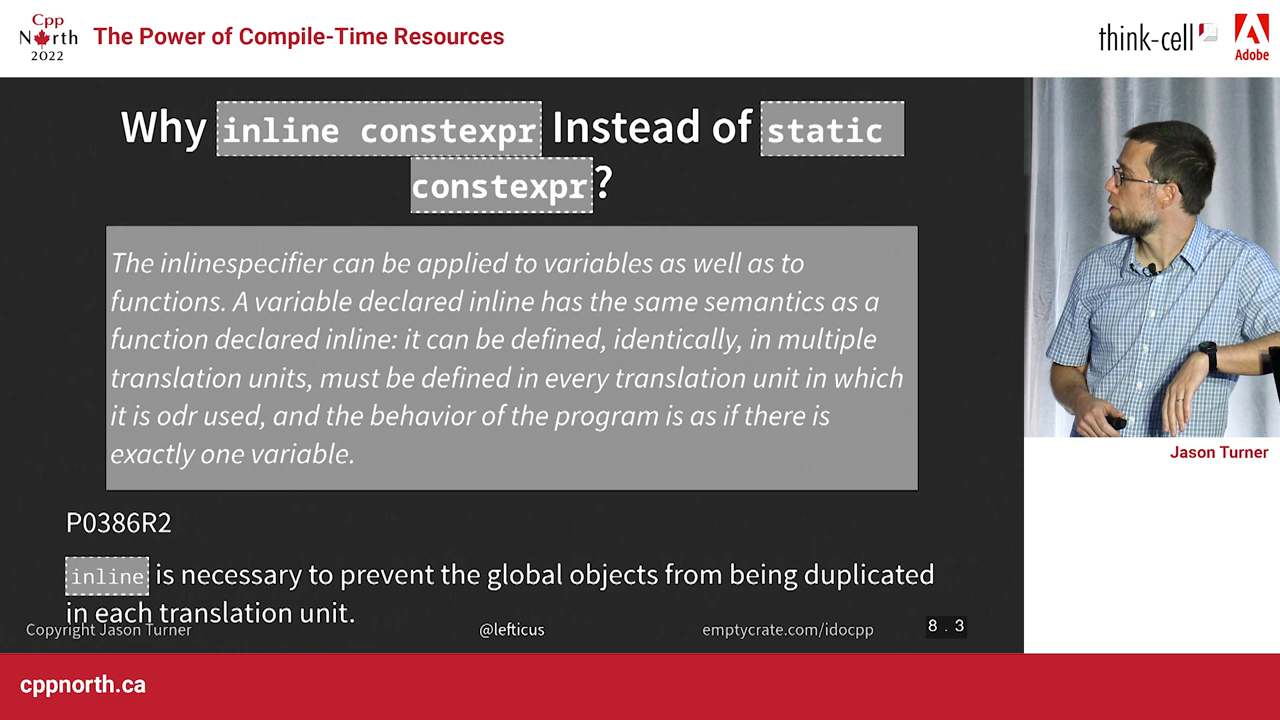 Cpp
North
2022
The Power of Compile-Time Resources
think-cell
Adobe
Why inline constexpr Instead of static
constexpr?
The inlinespecifier can be applied to variables as well as to
functions. A variable declared inline has the same semantics as a
function declared inline: it can be defined, identically, in multiple
translation units, must be defined in every translation unit in which
it is odr used, and the behavior of the program is as if there is
exactly one variable.
P0386R2
inline is necessary to prevent the global objects from being duplicated
in each translation unit.
Copyright Jason Turner
@lefticus
emptycrate.com/idocpp
8 . 3
Jason Turner
cppnorth.ca